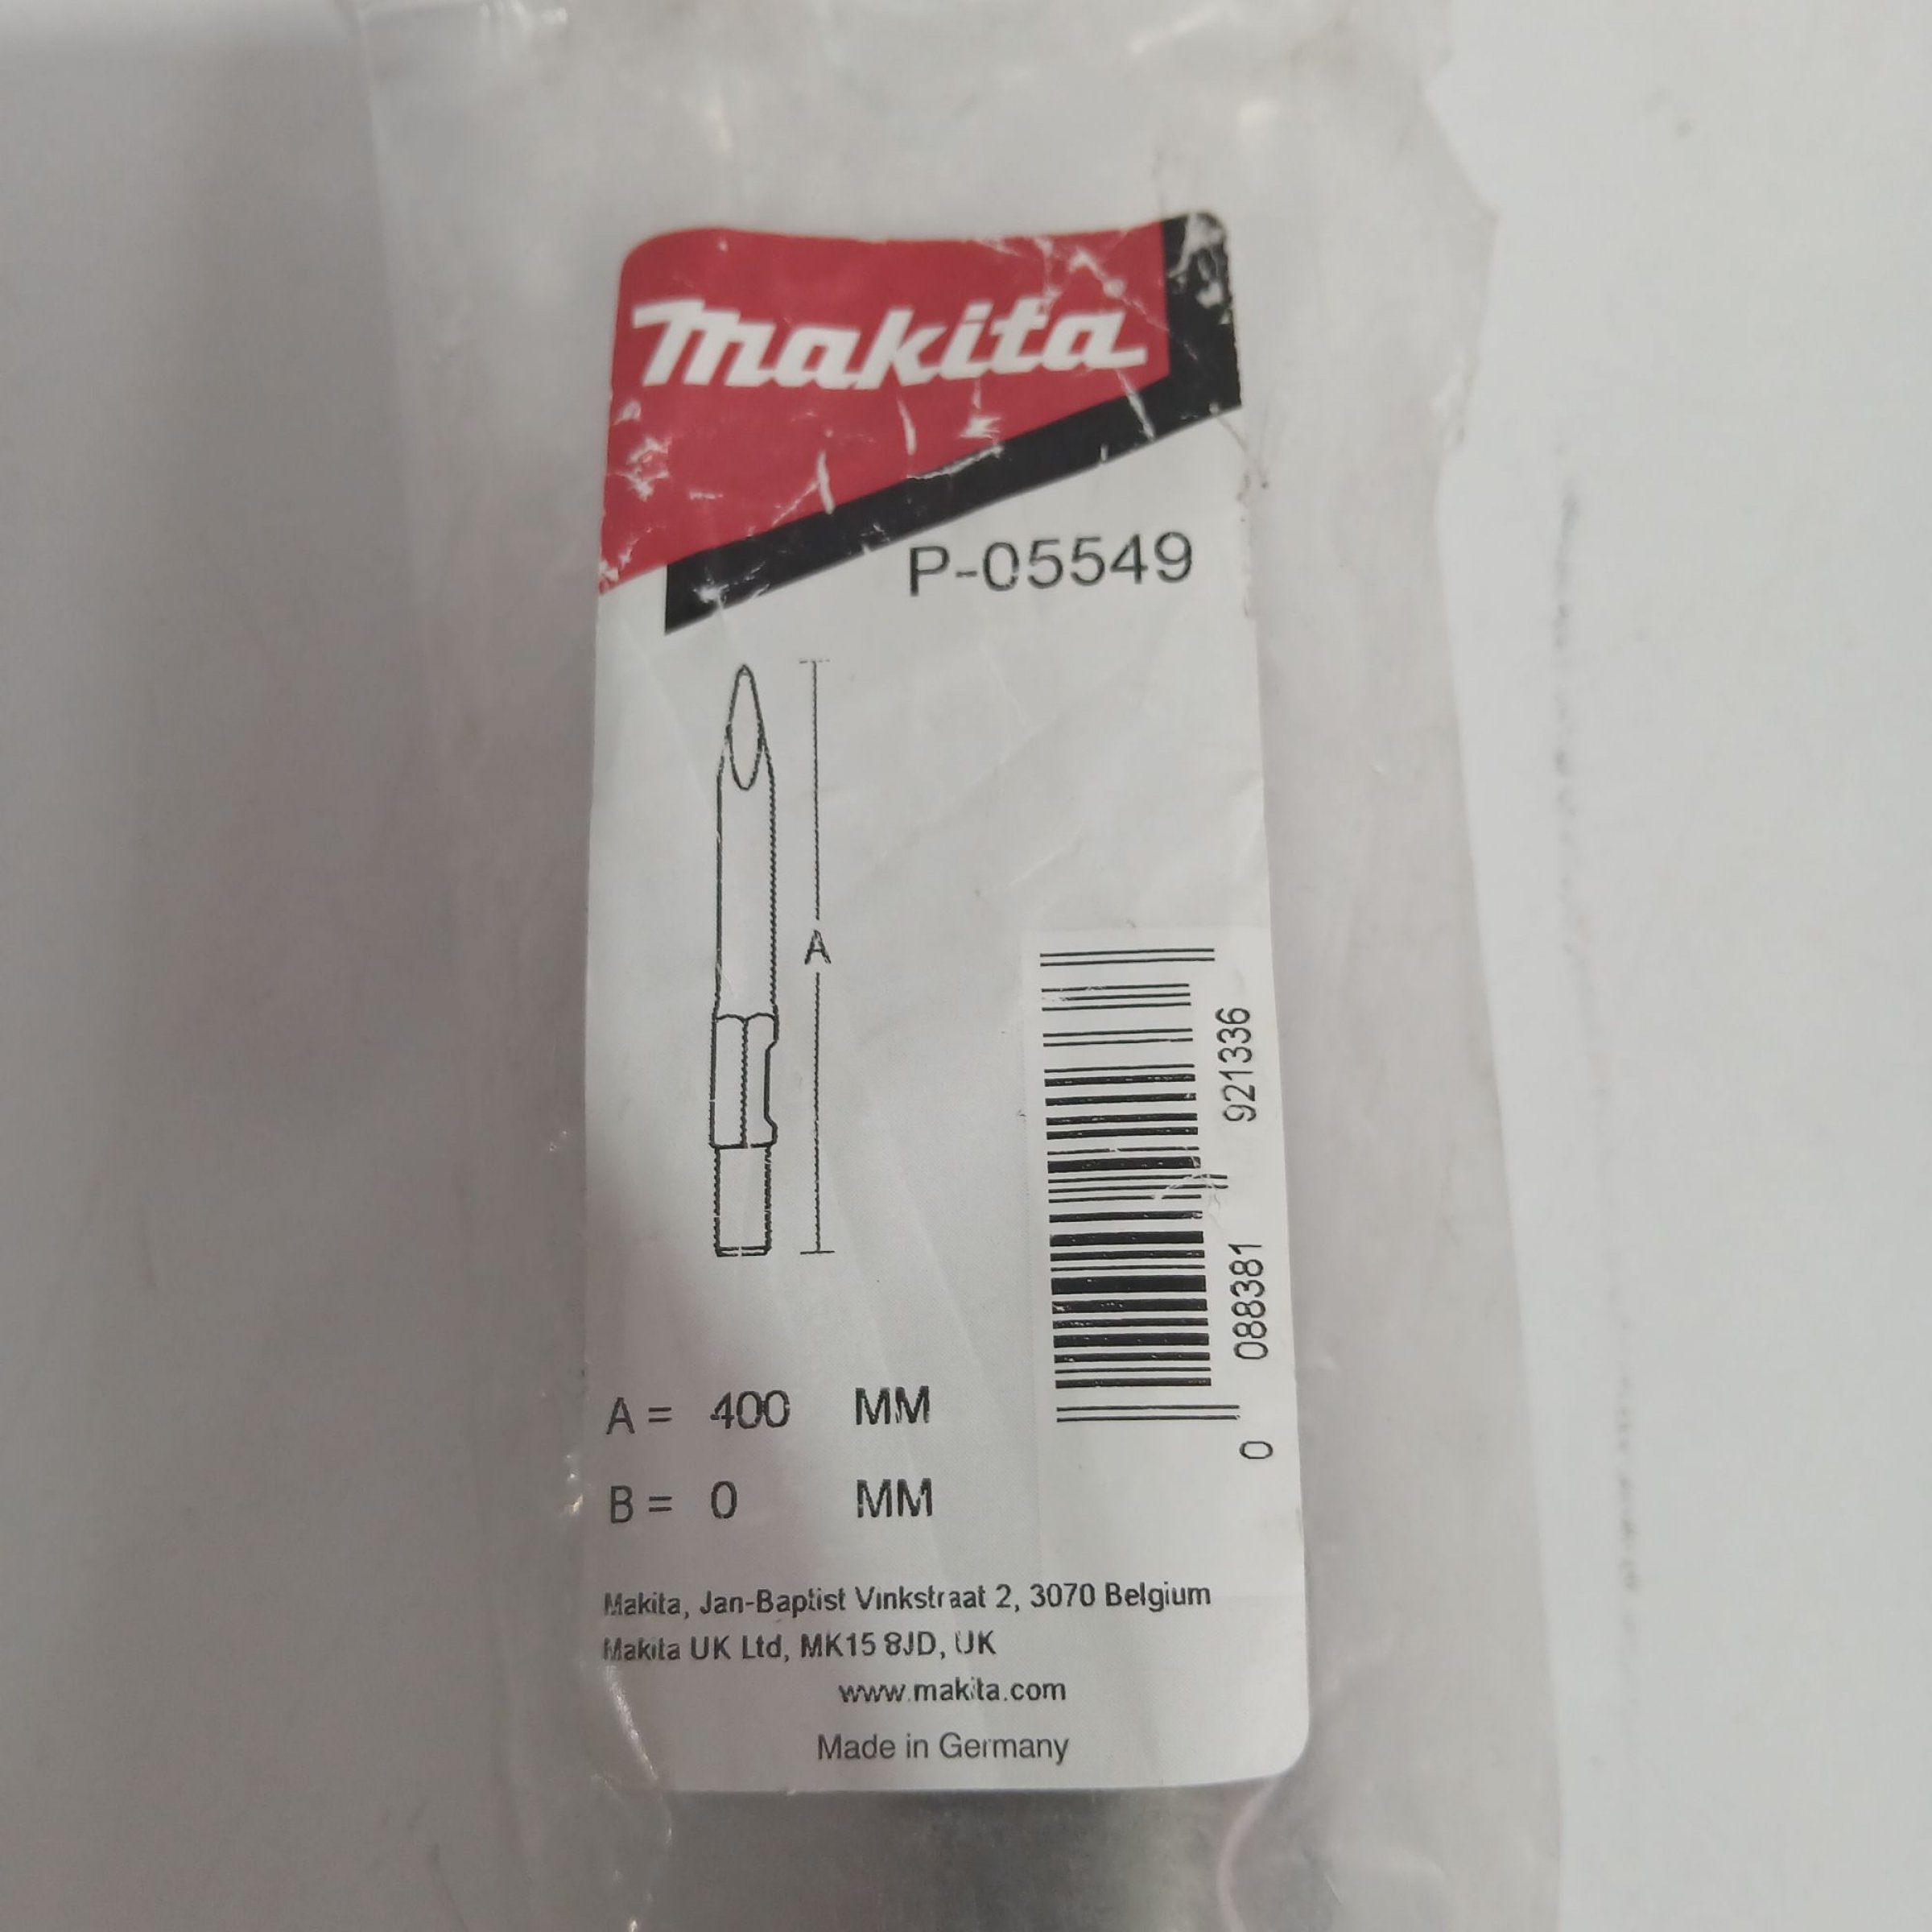 makita
P-05549
A
0 088381 921336
A = 400 MM
B = 0 MM
Makita, Jan-Baptist Vinkstraat 2, 3070 Belgium
Makita UK Ltd, MK15 8JD, UK
www.makita.com
Made in Germany